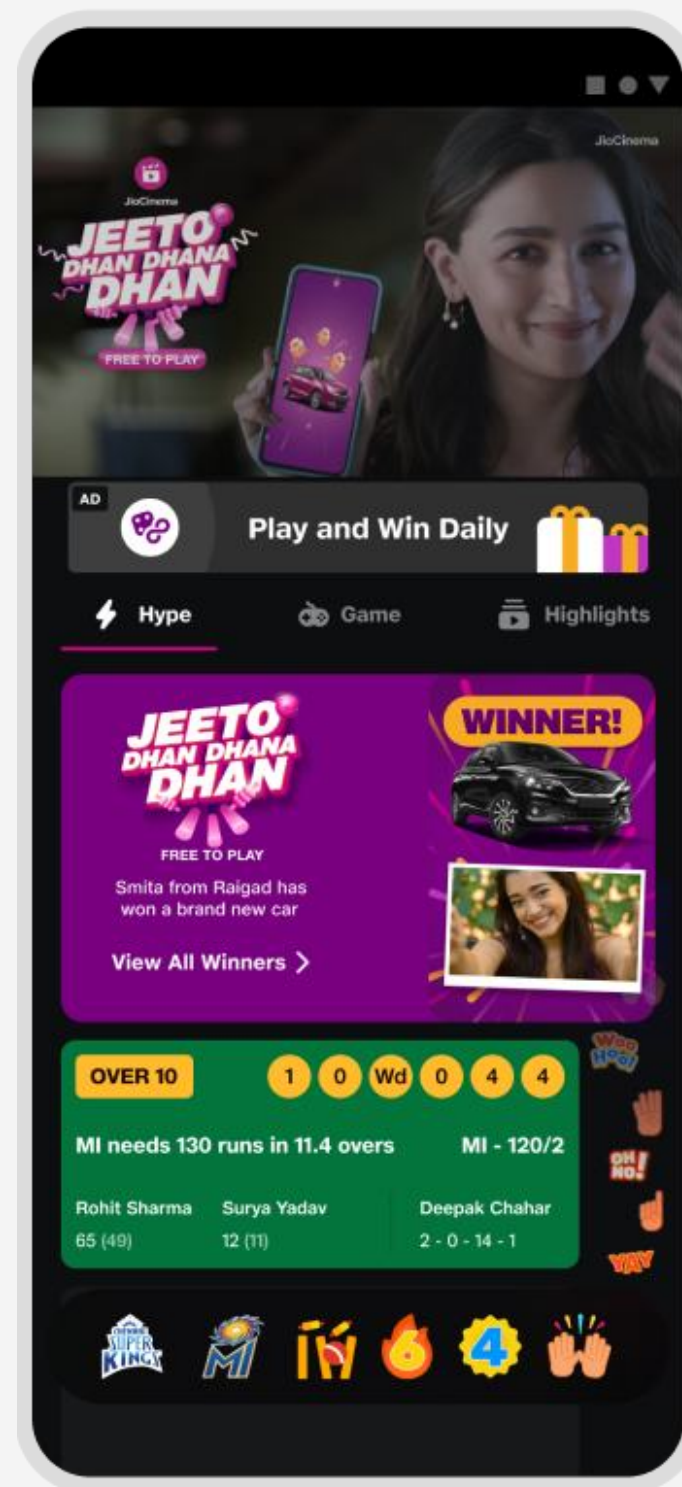 JioCinema
JioCinema
JEETO
DHAN DHANA
DHAN
FREE TO PLAY
AD
Play and Win Daily
Hype
Game
Highlights
JEETO
DHAN DHANA
DHAN
FREE TO PLAY
Smita from Raigad has
won a brand new car
View All Winners
WINNER!
OVER 10
1 0 Wd 0 4 4
MI needs 130 runs in 11.4 overs
MI - 120/2
Rohit Sharma
65 (49)
Surya Yadav
12 (11)
Deepak Chahar
2 - 0 - 14 - 1
Woo
Hoo!
OH
NO!
YAY
CHENNAI
SUPER
KINGS
MI
6
4